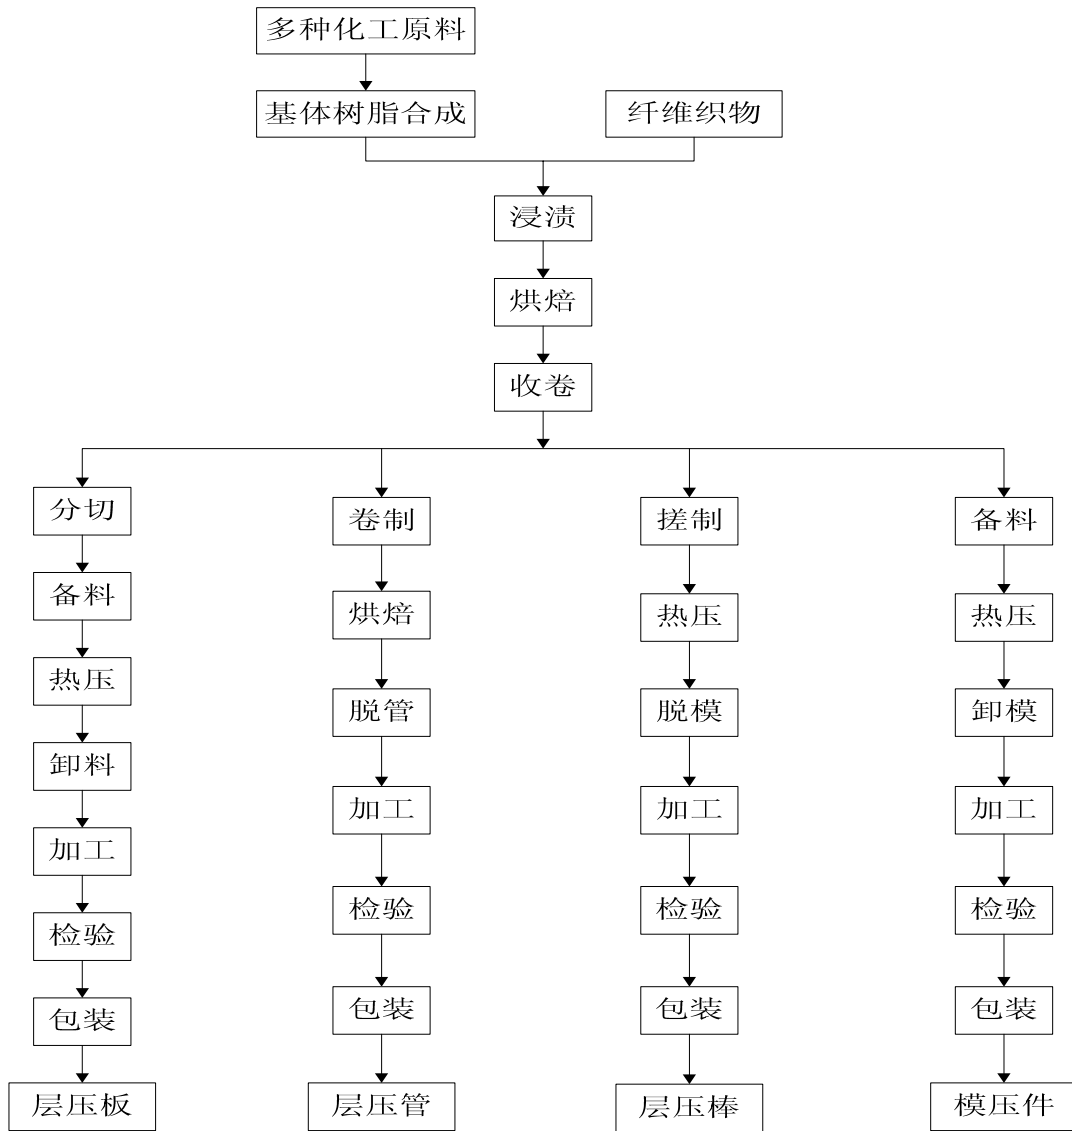 多种化工原料
基体树脂合成
纤维织物
浸渍
烘焙
收卷
分切
备料
热压
卸料
加工
检验
包装
层压板
卷制
烘焙
脱管
加工
检验
包装
层压管
搓制
热压
脱模
加工
检验
包装
层压棒
备料
热压
卸模
加工
检验
包装
模压件